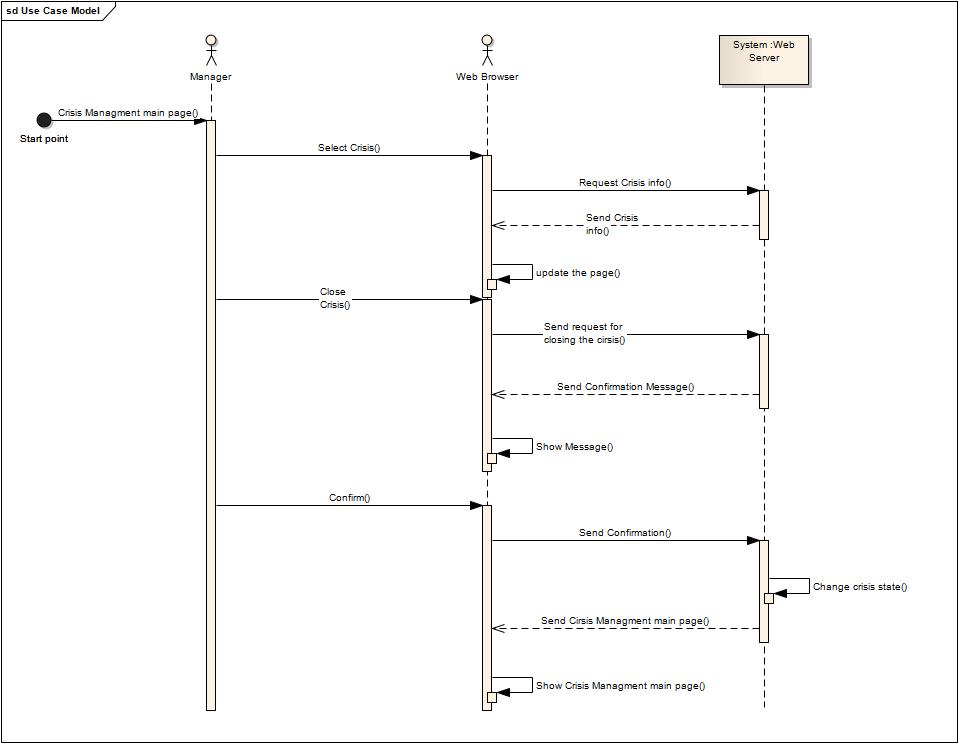 sd Use Case Model
Manager
Web Browser
System :Web
Server
Crisis Managment main page()
Start point
Select Crisis()
Request Crisis info()
Send Crisis
info()
update the page()
Close
Crisis()
Send request for
closing the cirsis()
Send Confirmation Message()
Show Message()
Confirm()
Send Confirmation()
Change crisis state()
Send Cirsis Managment main page()
Show Crisis Managment main page()